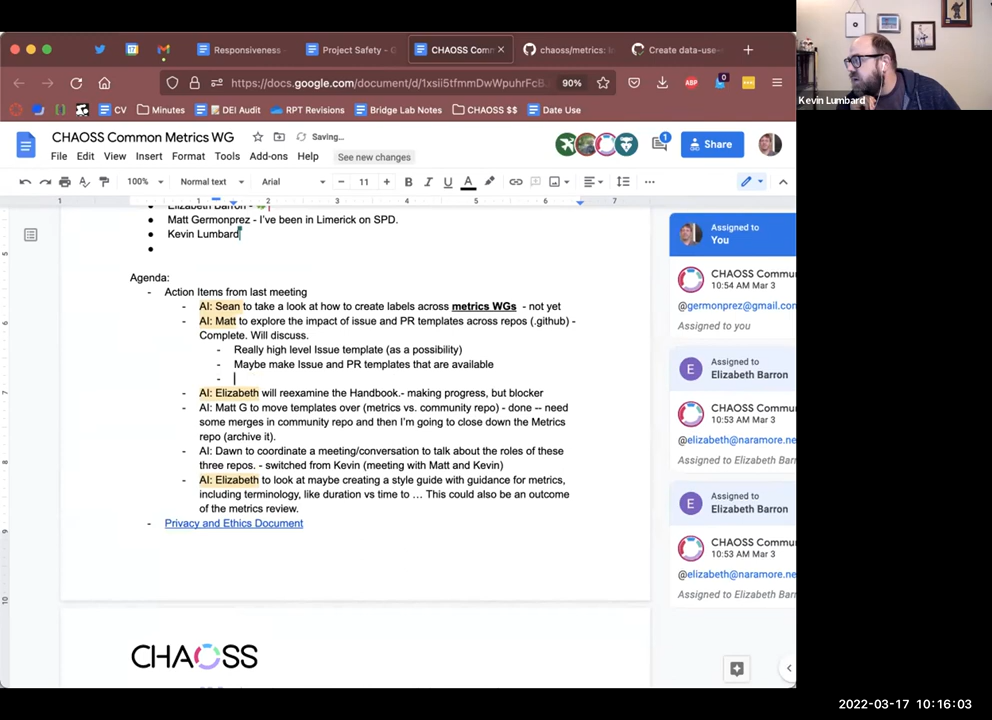 Responsiveness
Project Safety - G
CHAOSS Comm
chaoss/metrics: I
Create data-use-
https://docs.google.com/document/d/1xsii5tfmmDwWpuhrFcB
90%
ABP
0
CV
Minutes
DEI Audit
RPT Revisions
Bridge Lab Notes
CHAOSS $$
Date Use
Kevin Lumbard
CHAOSS Common Metrics WG
Saving...
File Edit View Insert Format Tools Add-ons Help
See new changes
1
Share
100%
Normal text
Arial
11
B I U A
1 1 2 3 4 5 6 7
Elizabeth Barron -
Matt Germonprez - I've been in Limerick on SPD.
Kevin Lumbard
Agenda:
- Action Items from last meeting
- AI: Sean to take a look at how to create labels across metrics WGs - not yet
- AI: Matt to explore the impact of issue and PR templates across repos (.github) -
Complete. Will discuss.
- Really high level Issue template (as a possibility)
- Maybe make Issue and PR templates that are available
-
- AI: Elizabeth will reexamine the Handbook.- making progress, but blocker
- AI: Matt G to move templates over (metrics vs. community repo) - done -- need
some merges in community repo and then I'm going to close down the Metrics
repo (archive it).
- AI: Dawn to coordinate a meeting/conversation to talk about the roles of these
three repos. - switched from Kevin (meeting with Matt and Kevin)
- AI: Elizabeth to look at maybe creating a style guide with guidance for metrics,
including terminology, like duration vs time to ... This could also be an outcome
of the metrics review.
- Privacy and Ethics Document
CHAOSS
Assigned to
You
CHAOSS Commu
10:54 AM Mar 3
@germonprez@gmail.com
Assigned to you
E
Assigned to
Elizabeth Barron
CHAOSS Commu
10:53 AM Mar 3
@elizabeth@naramore.ne
Assigned to Elizabeth Barr
E
Assigned to
Elizabeth Barron
CHAOSS Commu
10:53 AM Mar 3
@elizabeth@naramore.ne
Assigned to Elizabeth Barr
2022-03-17 10:16:03